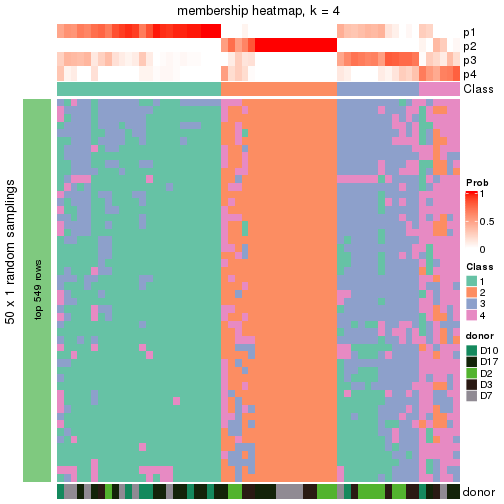 membership heatmap, k = 4
p1
p2
p3
p4
Class
50 x 1 random samplings
top 549 rows
Prob
1
0.5
0
Class
1
2
3
4
donor
D10
D17
D2
D3
D7
donor